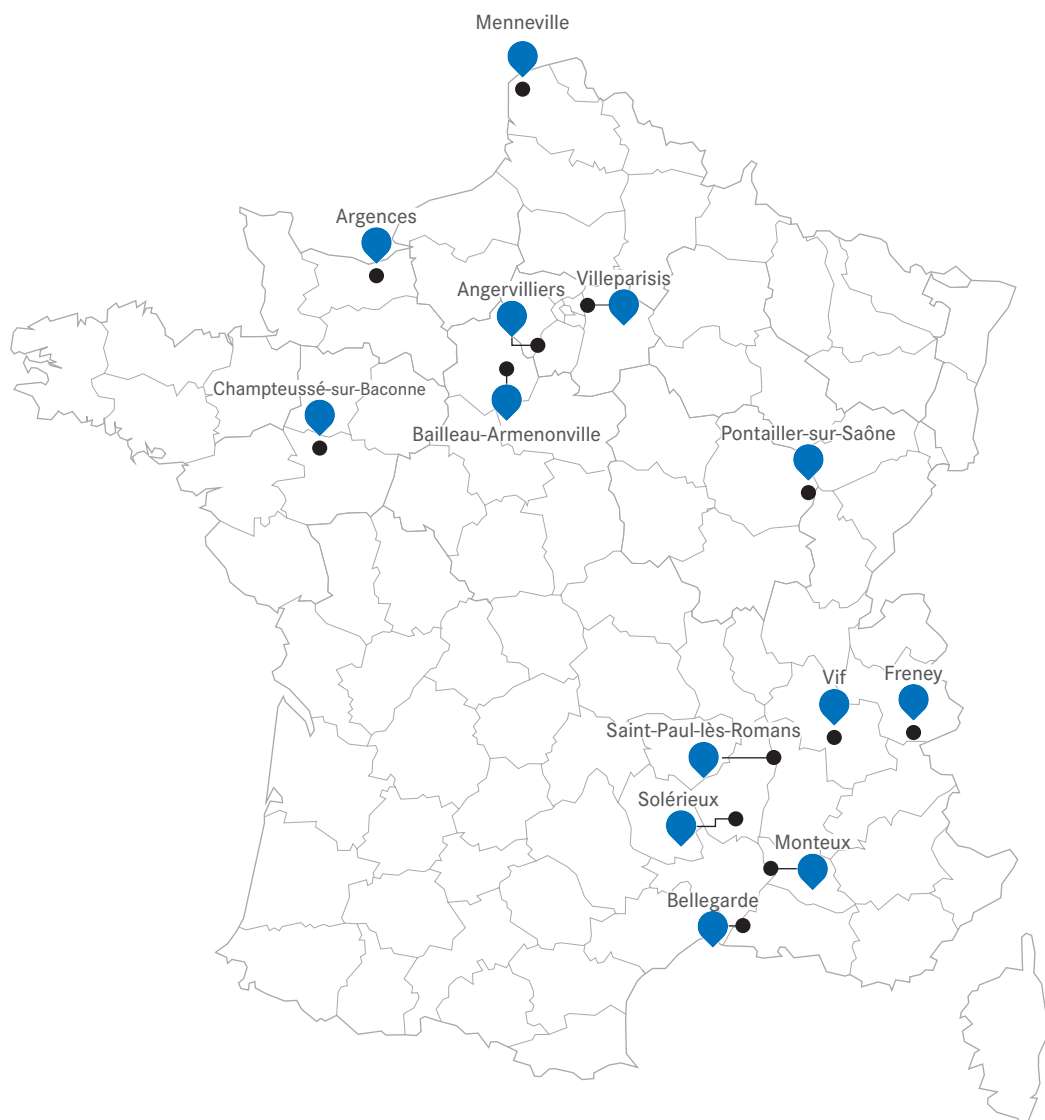 Menneville
Argences
Angervilliers
Villeparisis
Champteussé-sur-Baconne
Bailleau-Armenonville
Pontailler-sur-Saône
Vif
Freney
Saint-Paul-lès-Romans
Solérieux
Monteux
Bellegarde